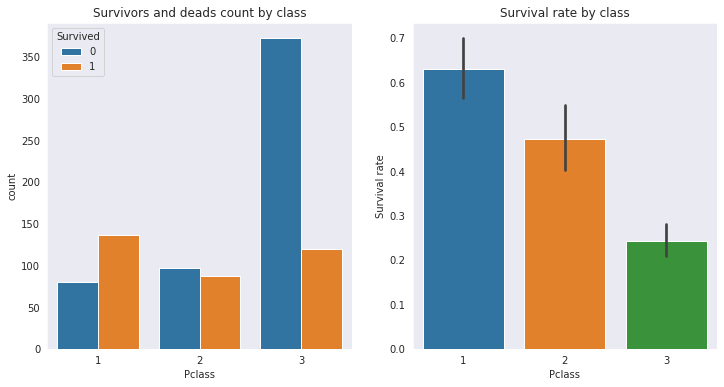 Survivors and deads count by class
Survived
0
1
350
300
250
200
150
100
50
0
count
1 2 3
Pclass
Survival rate by class
0.7
0.6
0.5
0.4
0.3
0.2
0.1
0.0
Survival rate
1 2 3
Pclass